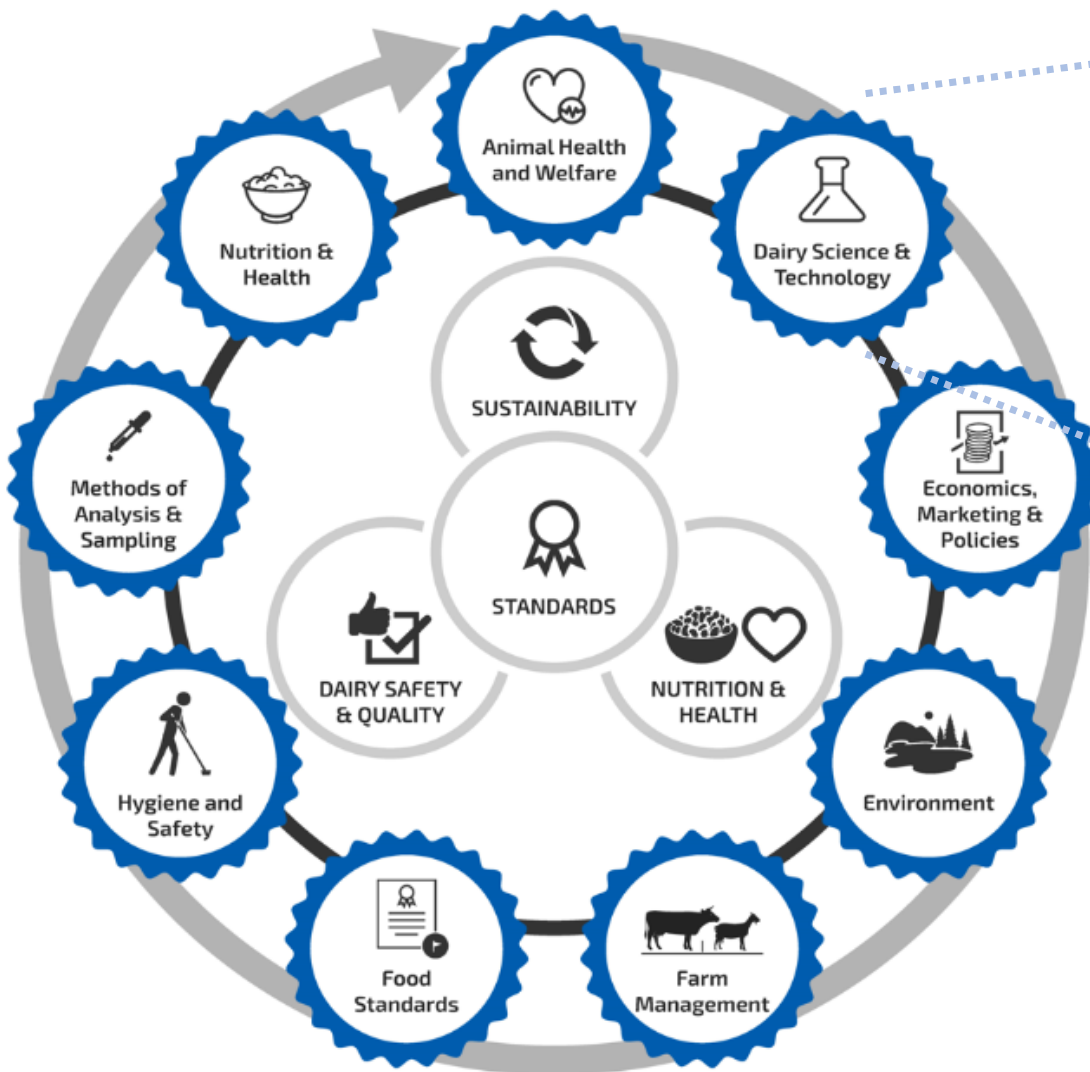 Animal Health
and Welfare
Dairy Science &
Technology
Economics,
Marketing &
Policies
Environment
Farm
Management
Food
Standards
Hygiene and
Safety
Methods of
Analysis &
Sampling
Nutrition &
Health
SUSTAINABILITY
STANDARDS
DAIRY SAFETY
& QUALITY
NUTRITION &
HEALTH